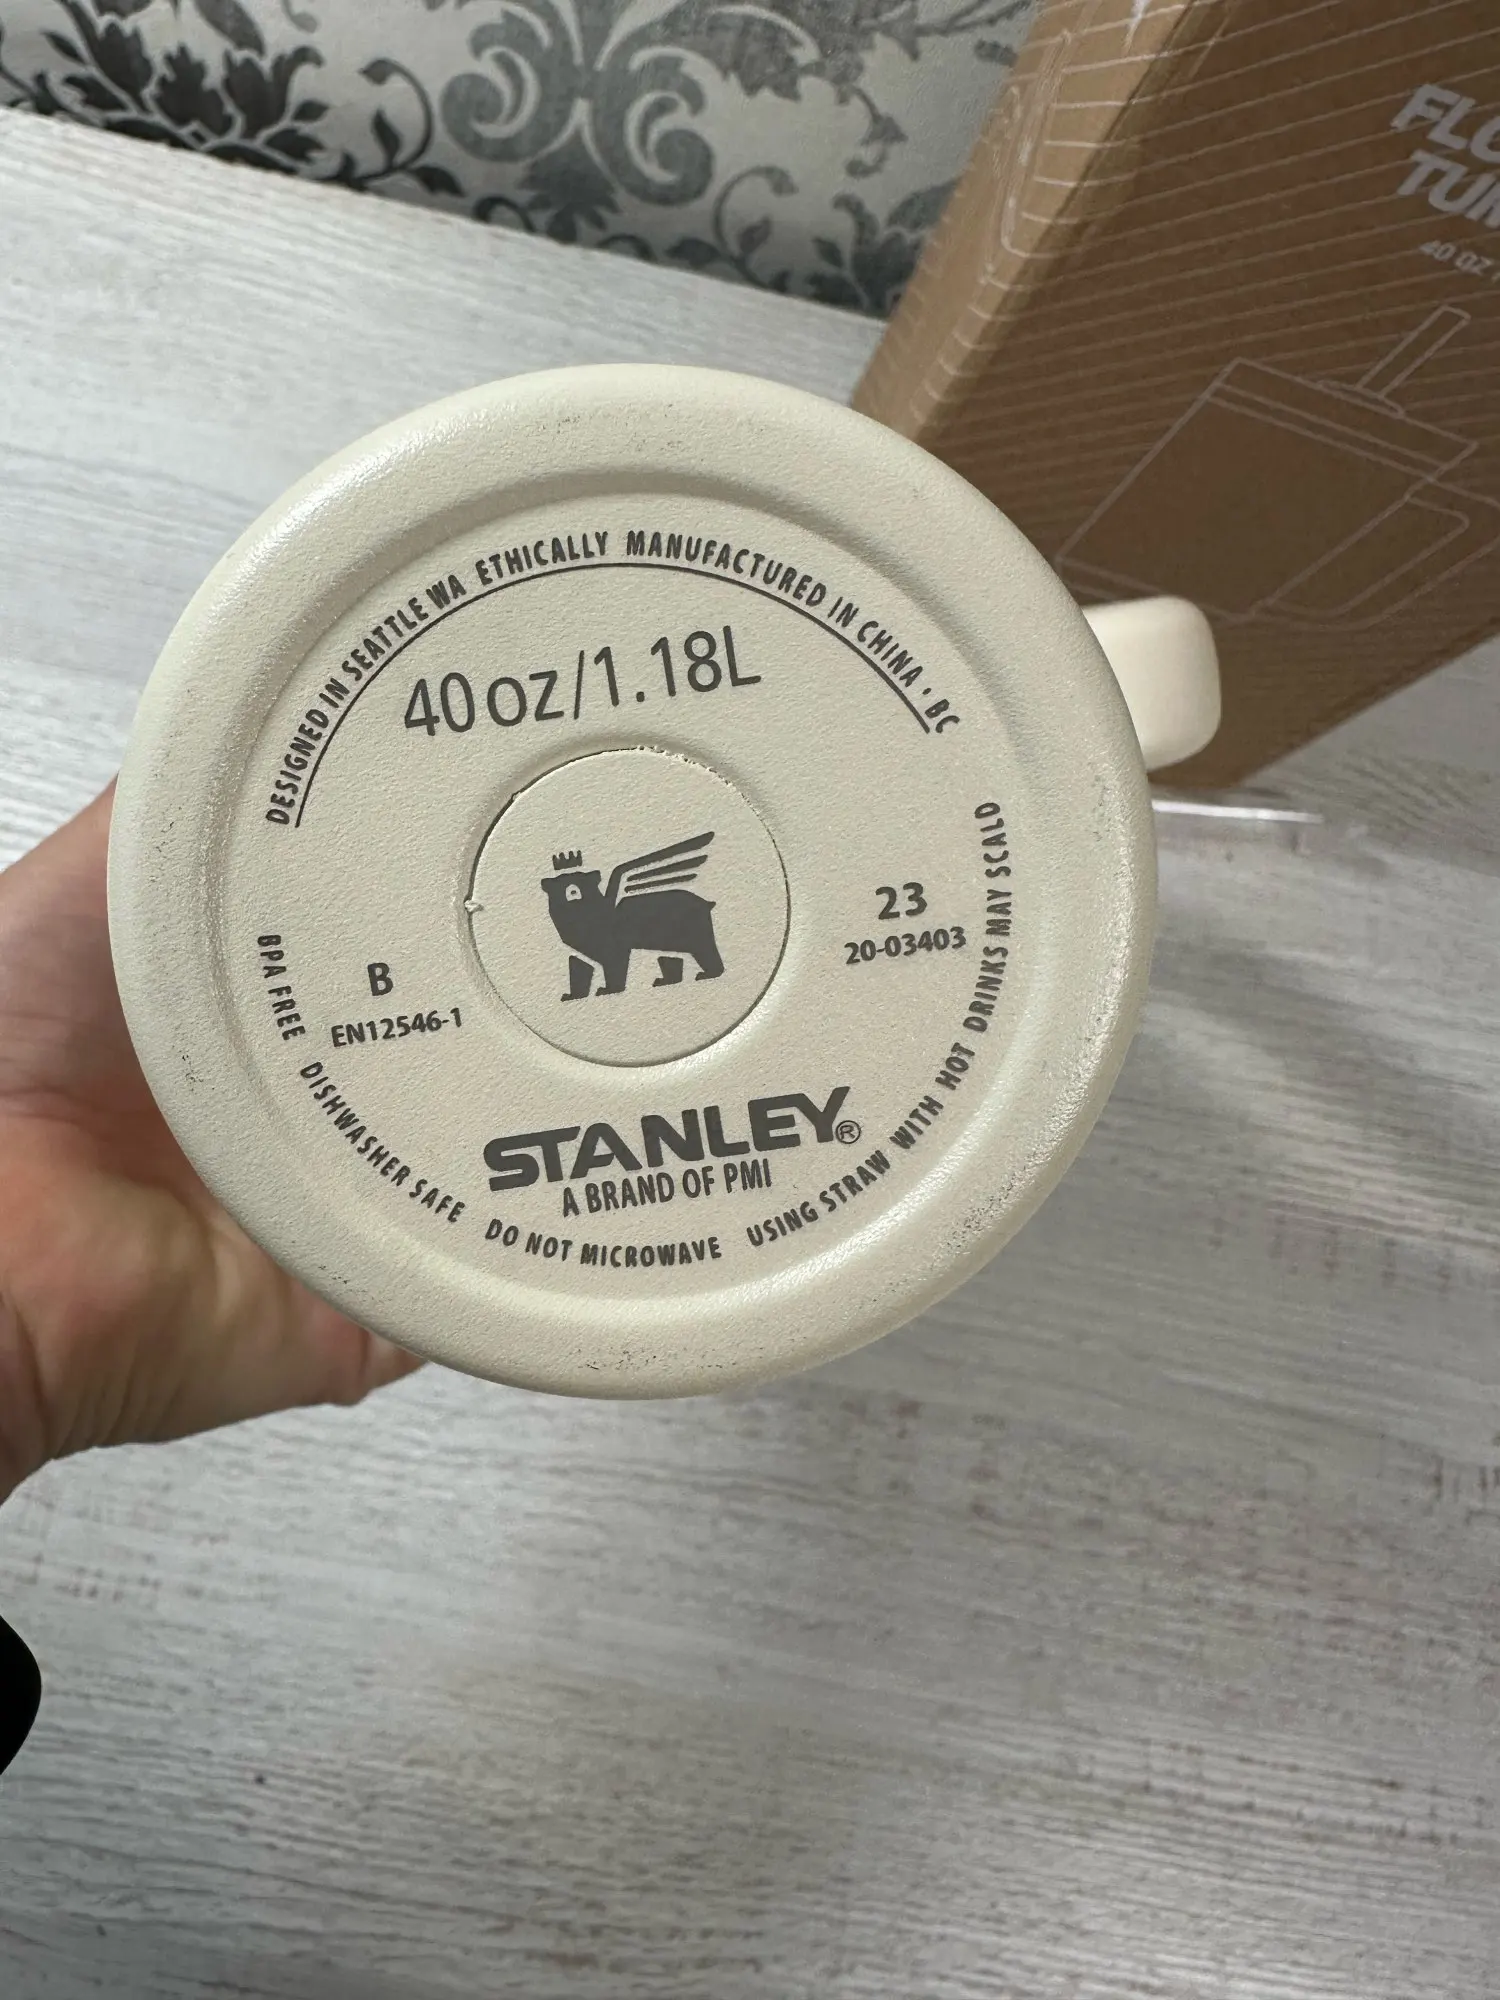 DESIGNED IN SEATTLE WA ETHICALLY MANUFACTURED IN CHINA · BC
40 oz/1.18L
23
20-03403
B
EN12546-1
STANLEY®
A BRAND OF PMI
BPA FREE DISHWASHER SAFE DO NOT MICROWAVE USING STRAW WITH HOT DRINKS MAY SCALD
40 OZ